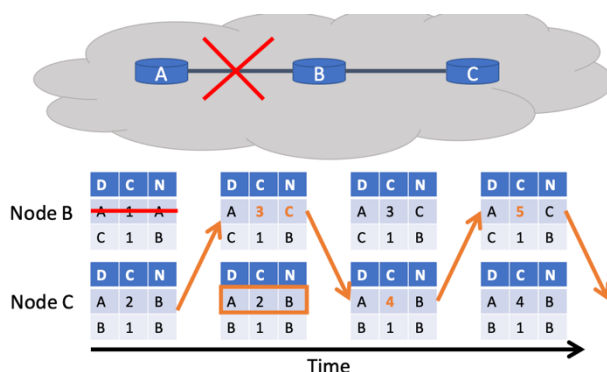 A B C
D C N D C N D C N D C N
Node B A 1 A A 3 C A 3 C A 5 C
C 1 B C 1 B C 1 B C 1 B
D C N D C N D C N D C N
Node C A 2 B A 2 B A 4 B A 4 B
B 1 B B 1 B B 1 B B 1 B
Time